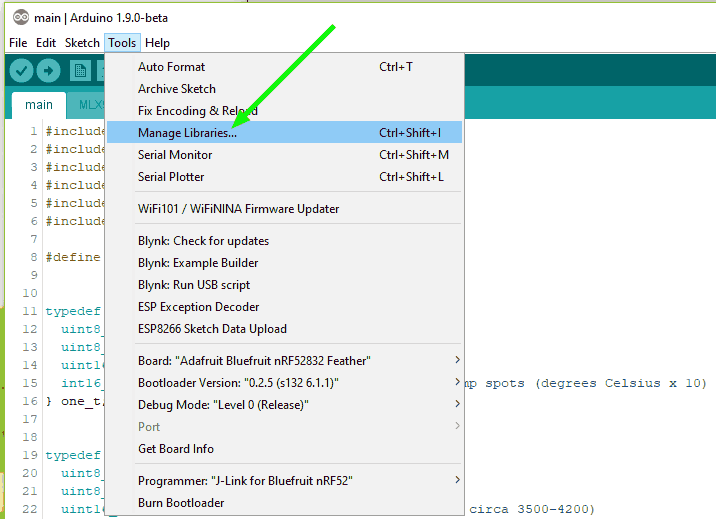 main | Arduino 1.9.0-beta
File Edit Sketch Tools Help
main MLX
Auto Format Ctrl+T
Archive Sketch
Fix Encoding & Reload
Manage Libraries... Ctrl+Shift+I
Serial Monitor Ctrl+Shift+M
Serial Plotter Ctrl+Shift+L
WiFi101 / WiFiNINA Firmware Updater
Blynk: Check for updates
Blynk: Example Builder
Blynk: Run USB script
ESP Exception Decoder
ESP8266 Sketch Data Upload
Board: "Adafruit Bluefruit nRF52832 Feather"
Bootloader Version: "0.2.5 (s132 6.1.1)"
Debug Mode: "Level 0 (Release)"
Port
Get Board Info
Programmer: "J-Link for Bluefruit nRF52"
Burn Bootloader
1 #include
2 #include
3 #include
4 #include
5 #include
6 #include
7
8 #define
9
10
11 typedef
12 uint8_
13 uint8_
14 uint16
15 int16_ mp spots (degrees Celsius x 10)
16 } one_t
17
18
19 typedef
20 uint8_
21 uint8_
22 uint16_ circa 3500-4200)